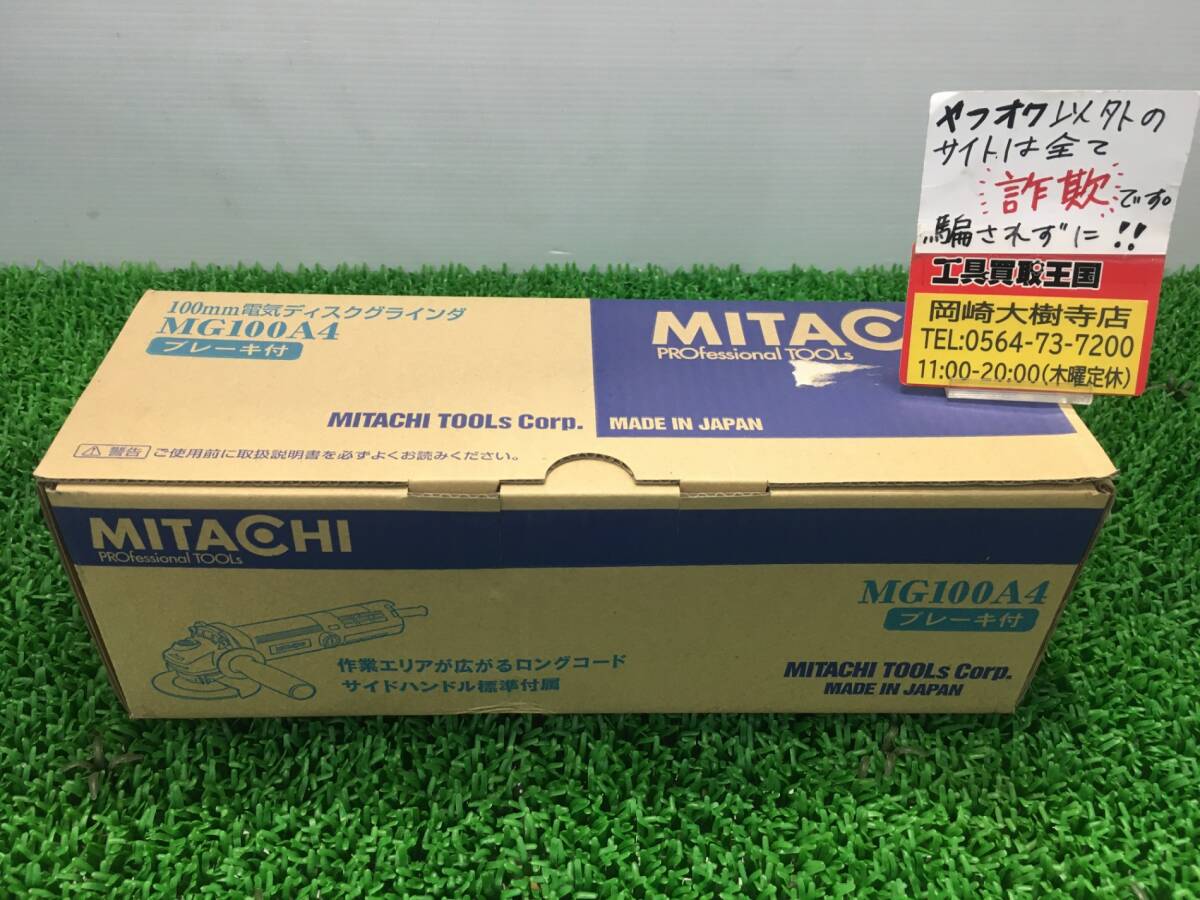 ヤフオク以外の
サイトは全て
詐欺です。
騙されずに!!
工具買取王国
岡崎大樹寺店
TEL:0564-73-7200
11:00-20:00(木曜定休)
100mm電気ディスクグラインダ
MG100A4
ブレーキ付
MITAC
PROfessional TOOLs
MITACHI TOOLs Corp.
MADE IN JAPAN
警告 ご使用前に取扱説明書を必ずよくお読みください。
MITACHI
PROfessional TOOLs
MG100A4
ブレーキ付
作業エリアが広がるロングコード
サイドハンドル標準付属
MITACHI TOOLs Corp.
MADE IN JAPAN